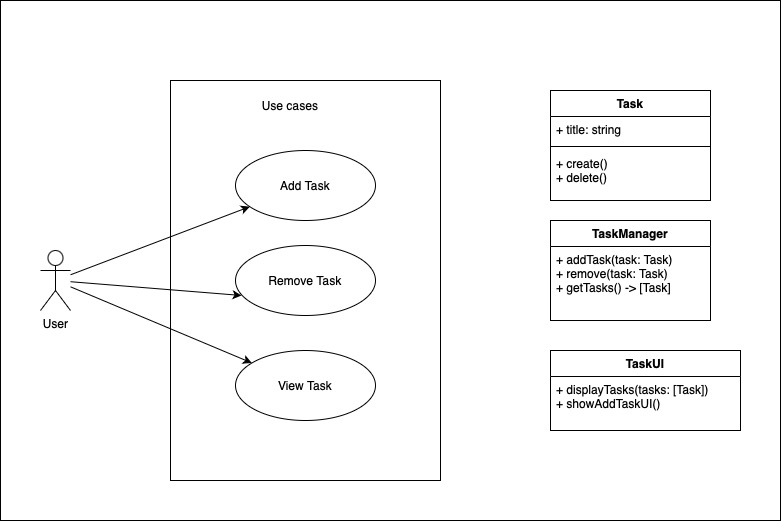 Use cases
Add Task
Remove Task
View Task
User
Task
+ title: string
+ create()
+ delete()
TaskManager
+ addTask(task: Task)
+ remove(task: Task)
+ getTasks() -> [Task]
TaskUI
+ displayTasks(tasks: [Task])
+ showAddTaskUI()